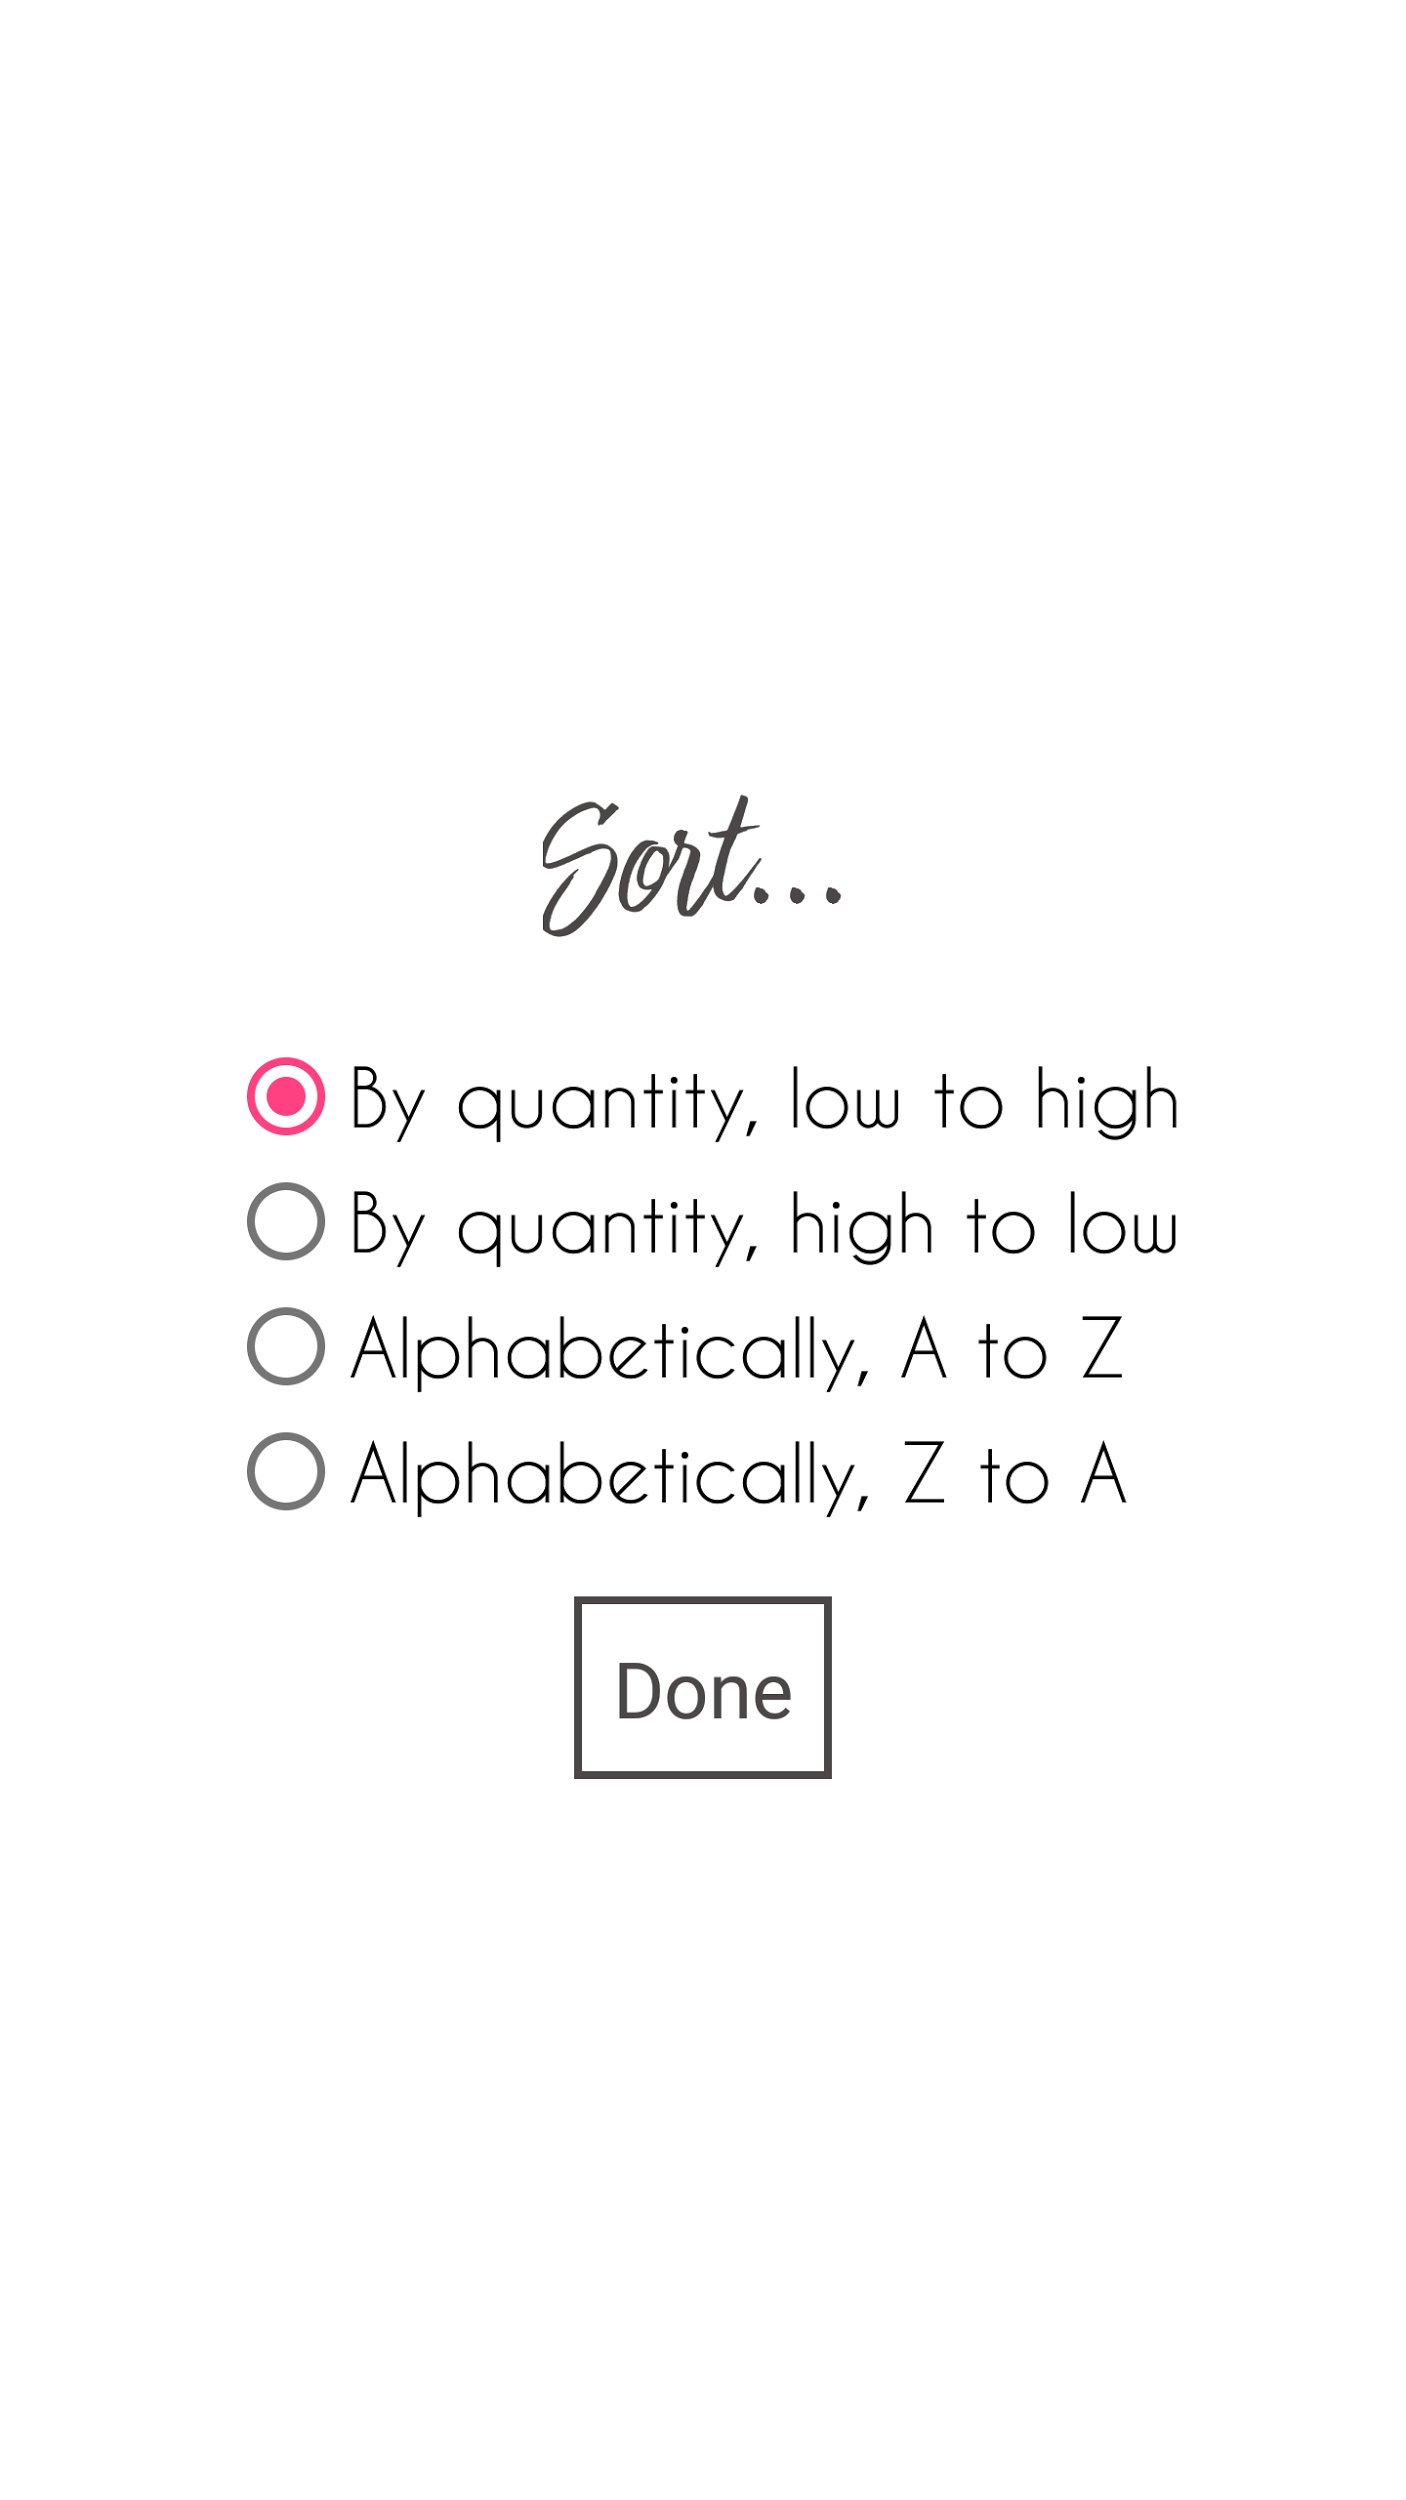 Sort...
By quantity, low to high
By quantity, high to low
Alphabetically, A to Z
Alphabetically, Z to A
Done